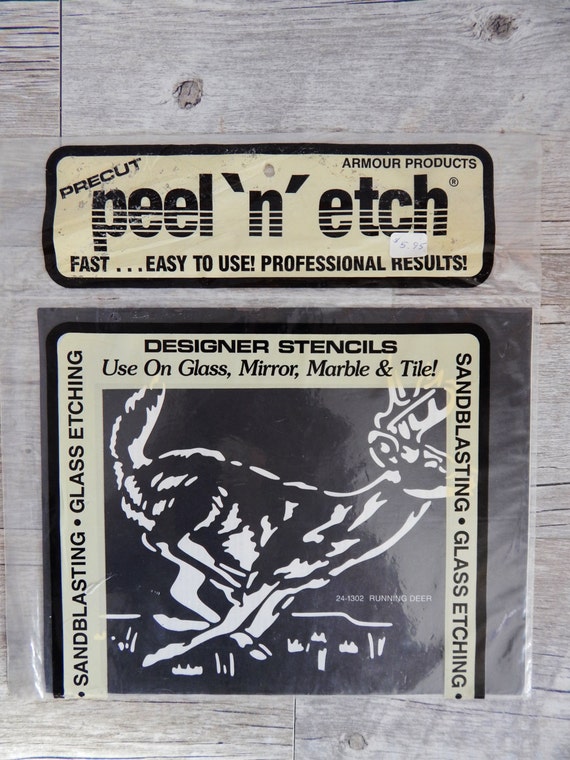 PRECUT
ARMOUR PRODUCTS
peel 'n' etch®
$5.95
FAST . . . EASY TO USE! PROFESSIONAL RESULTS!
DESIGNER STENCILS
Use On Glass, Mirror, Marble & Tile!
• SANDBLASTING • GLASS ETCHING
SANDBLASTING • GLASS ETCHING •
24-1302 RUNNING DEER